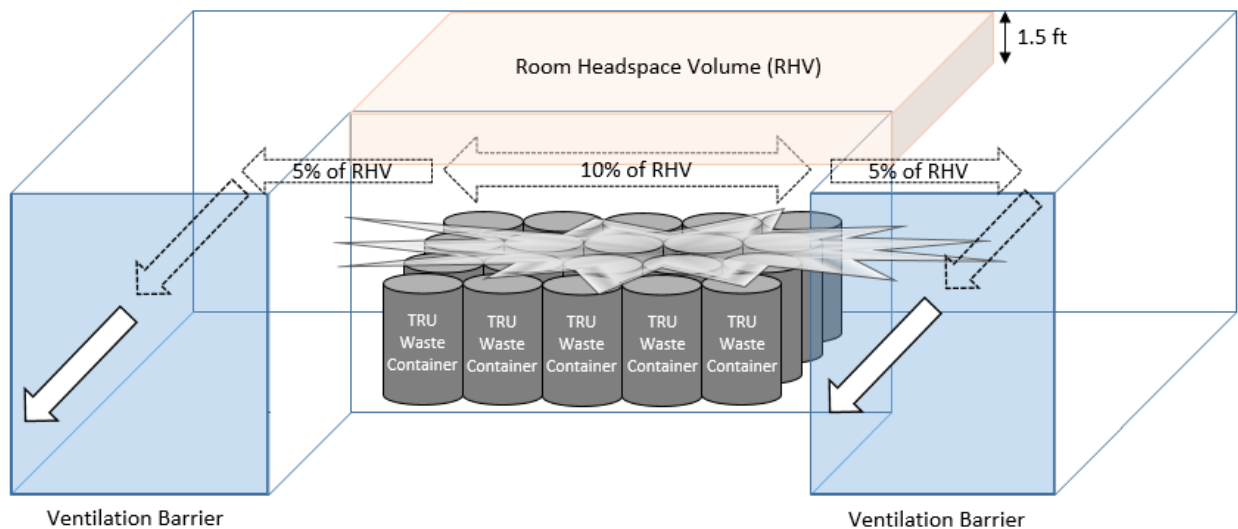 1.5 ft
Room Headspace Volume (RHV)
5% of RHV
10% of RHV
5% of RHV
TRU
Waste
Container
TRU
Waste
Container
TRU
Waste
Container
TRU
Waste
Container
TRU
Waste
Container
Ventilation Barrier
Ventilation Barrier